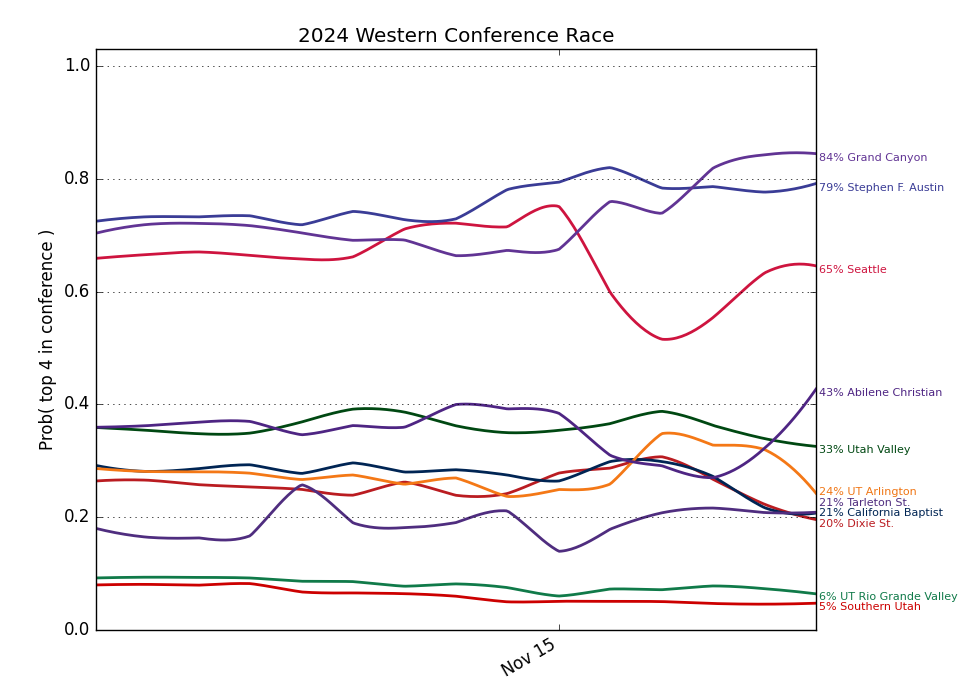 2024 Western Conference Race
Prob( top 4 in conference )
1.0
0.8
0.6
0.4
0.2
0.0
Nov 15
84% Grand Canyon
79% Stephen F. Austin
65% Seattle
43% Abilene Christian
33% Utah Valley
24% UT Arlington
21% Tarleton St.
21% California Baptist
20% Dixie St.
6% UT Rio Grande Valley
5% Southern Utah